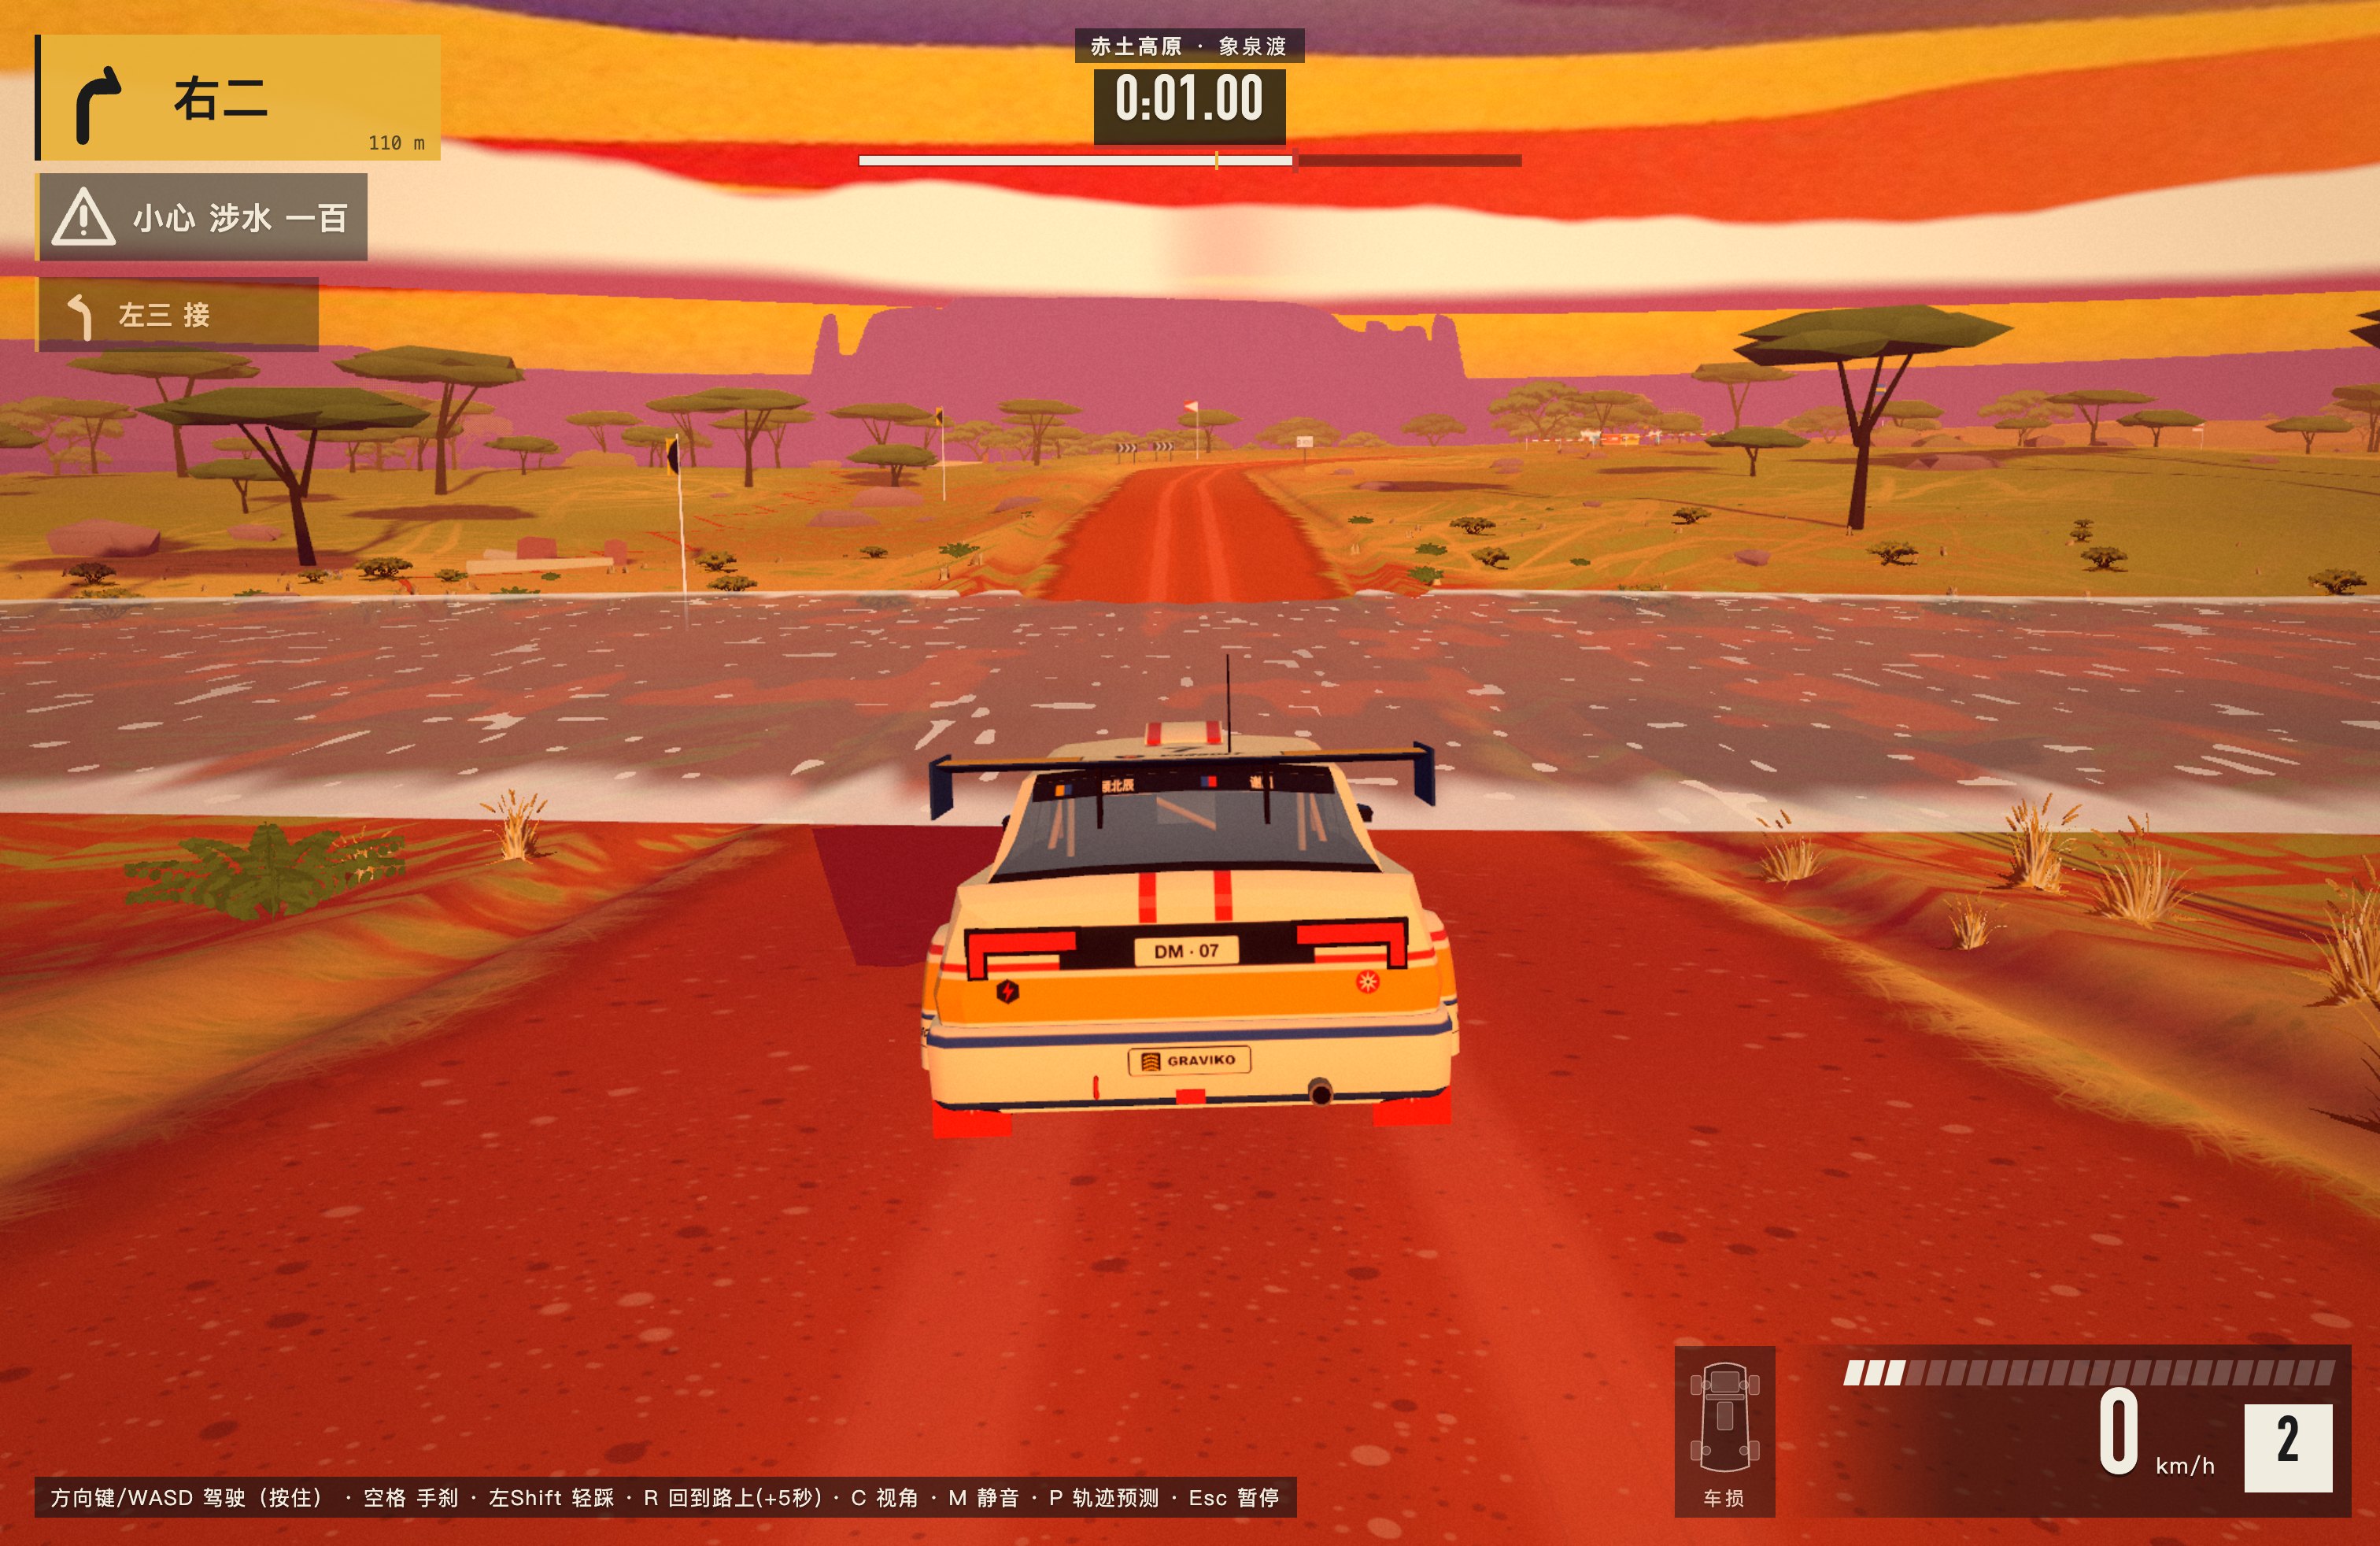 赤土高原 · 象泉渡
0:01.00
右二
110 m
小心 涉水 一百
左三 接
北辰
DM · 07
GRAVIKO
车损
0 km/h
2
方向键/WASD 驾驶（按住） · 空格 手刹 · 左Shift 轻踩 · R 回到路上(+5秒) · C 视角 · M 静音 · P 轨迹预测 · Esc 暂停